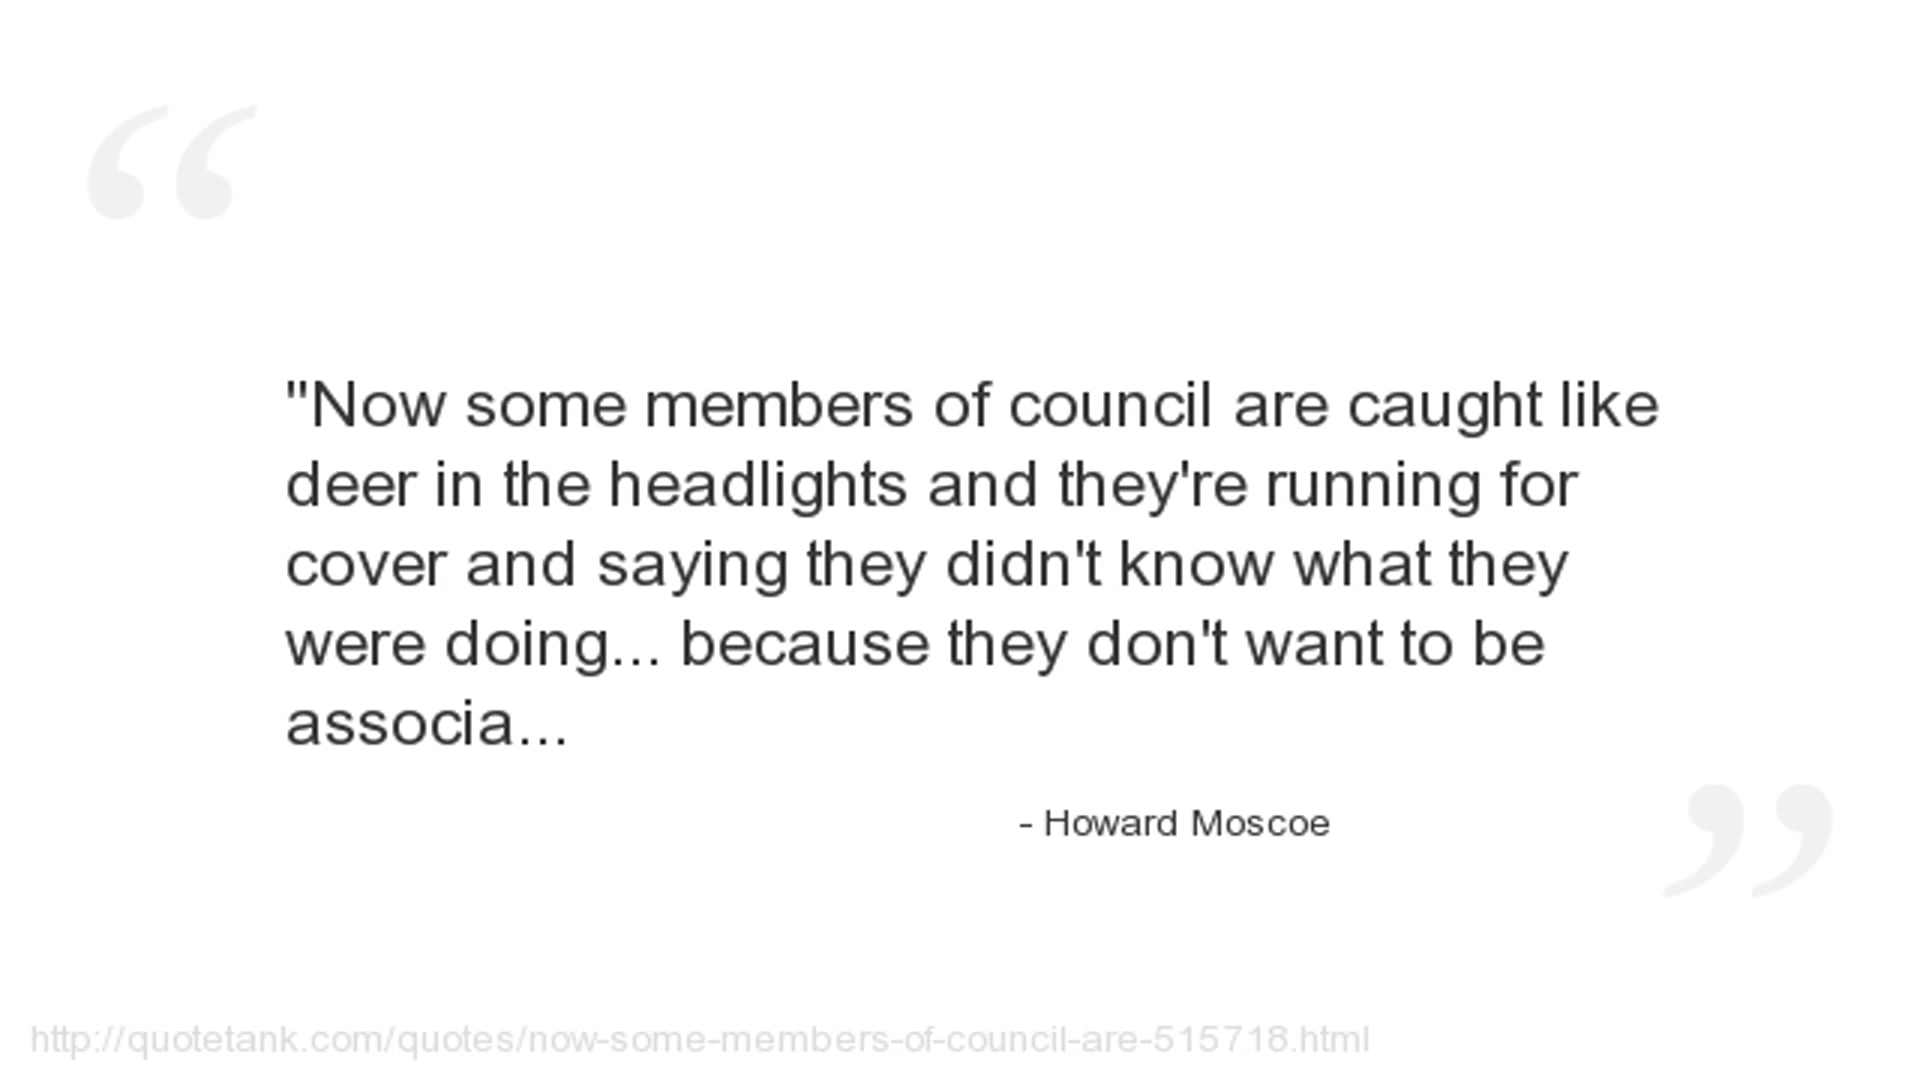 "Now some members of council are caught like
deer in the headlights and they're running for
cover and saying they didn't know what they
were doing... because they don't want to be
associa...
- Howard Moscoe
http://quotetank.com/quotes/now-some-members-of-council-are-515718.html